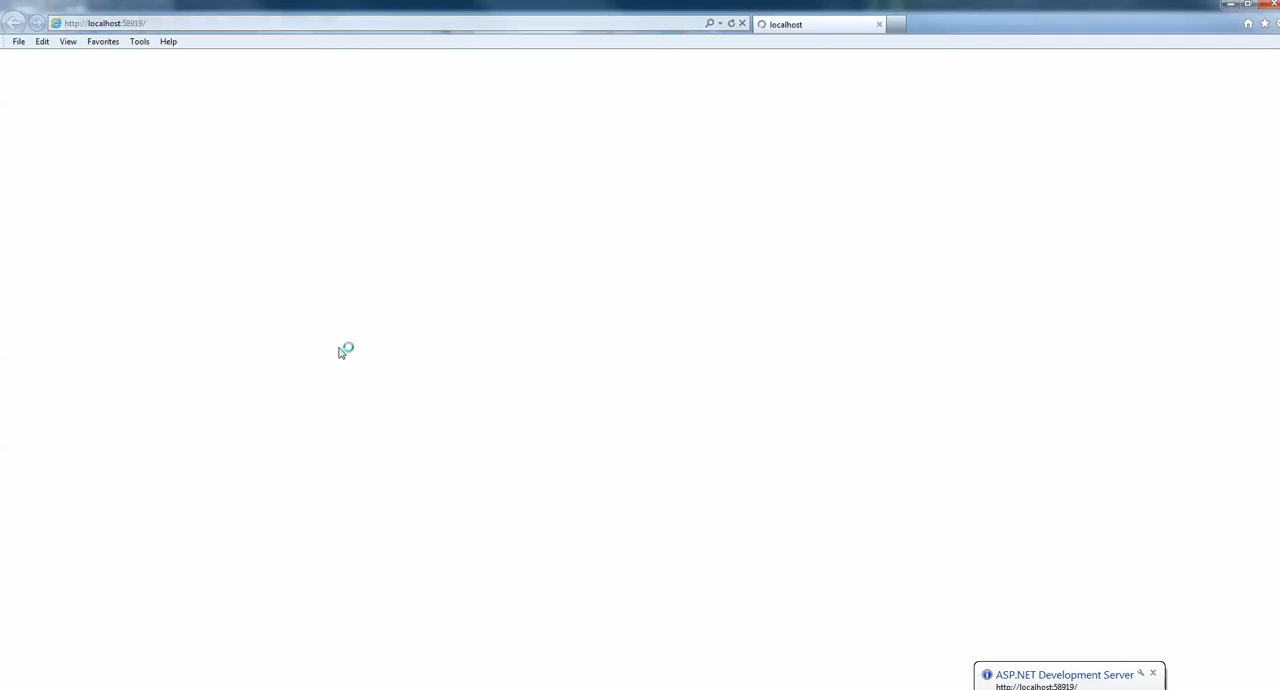 http://localhost:58919/
localhost
File Edit View Favorites Tools Help
ASP.NET Development Server
http://localhost:58919/